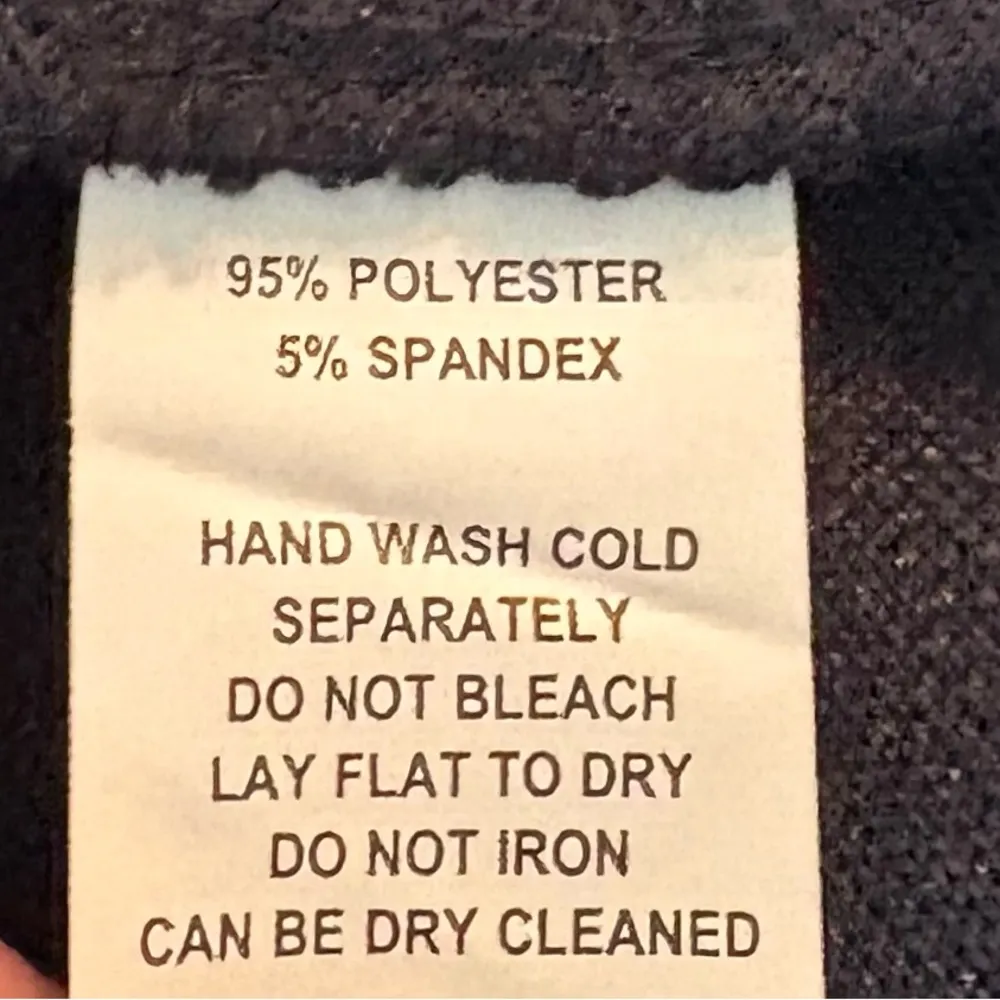 95% POLYESTER
5% SPANDEX
HAND WASH COLD
SEPARATELY
DO NOT BLEACH
LAY FLAT TO DRY
DO NOT IRON
CAN BE DRY CLEANED